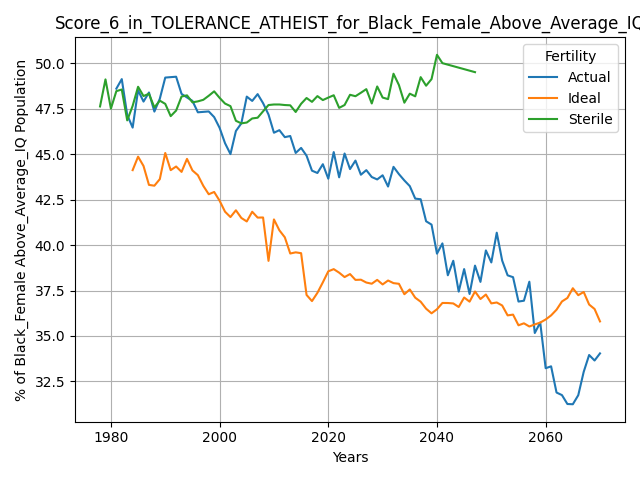 Score_6_in_TOLERANCE_ATHEIST_for_Black_Female_Above_Average_IQ
% of Black_Female Above_Average_IQ Population
50.0
47.5
45.0
42.5
40.0
37.5
35.0
32.5
Fertility
Actual
Ideal
Sterile
1980
2000
2020
2040
2060
Years